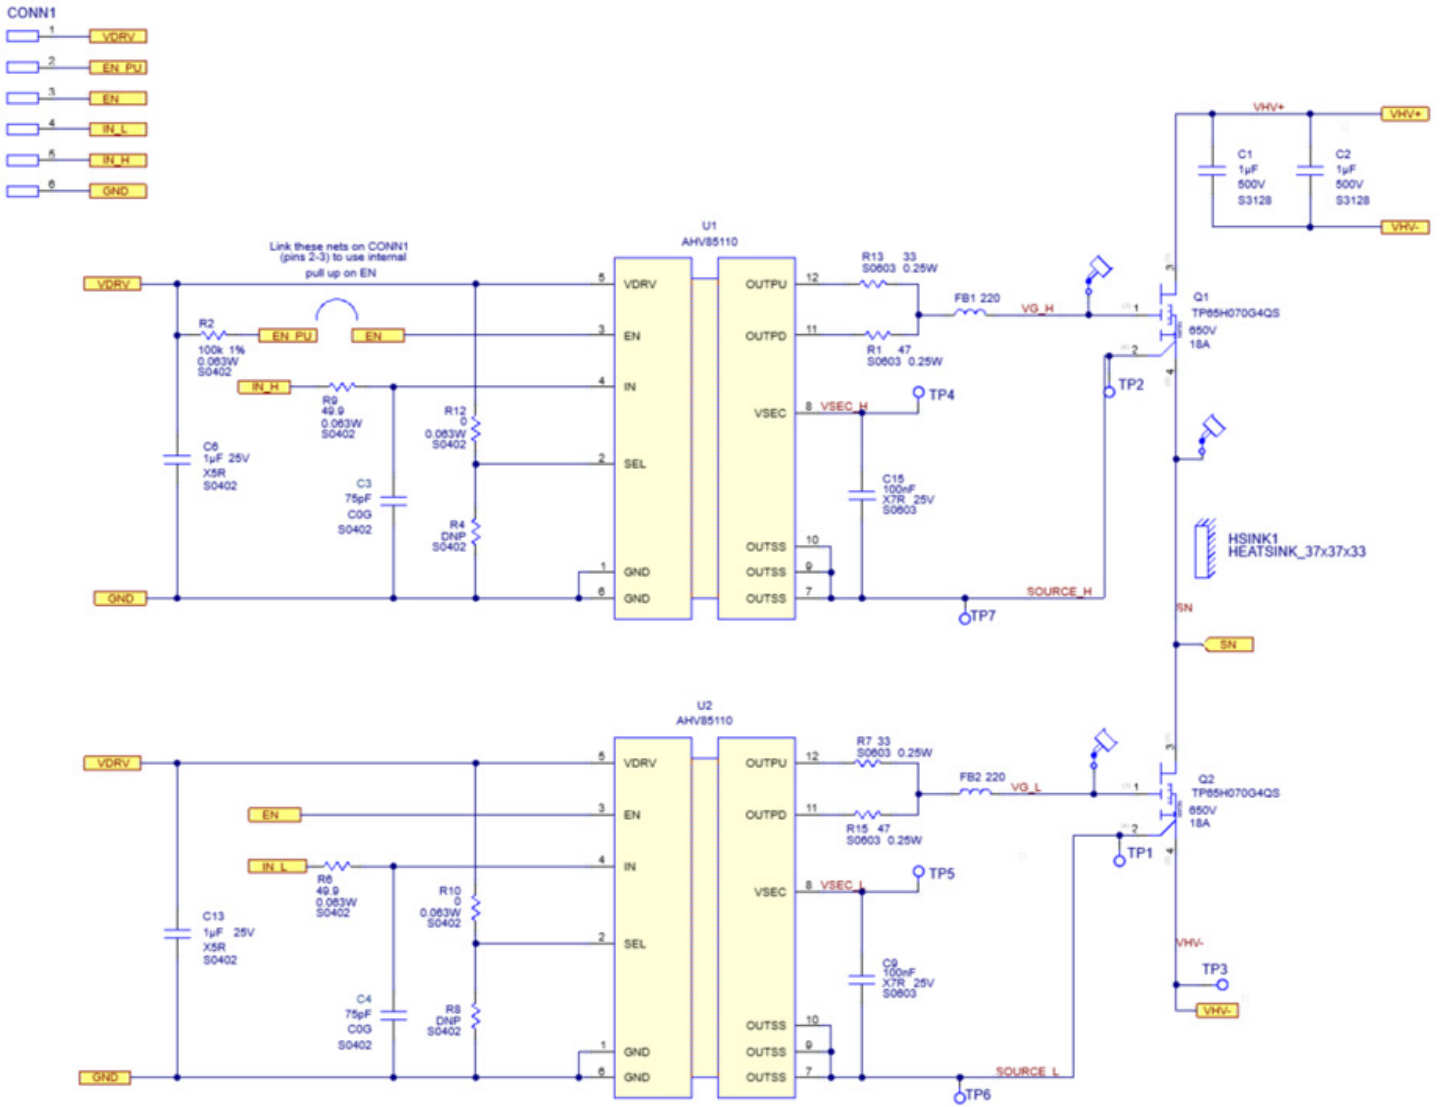 CONN1
1 VDRV
2 EN_PU
3 EN
4 IN_L
5 IN_H
6 GND
VHV+
VHV+
C1
1µF
500V
S3128
C2
1µF
500V
S3128
VHV-
Link these nets on CONN1
(pins 2-3) to use internal
pull up on EN
VDRV
R2
100k 1%
0.063W
S0402
EN_PU
EN
IN_H
R9
49.9
0.063W
S0402
R12
0
0.063W
S0402
C6
1µF 25V
X5R
S0402
C3
75pF
C0G
S0402
R4
DNP
S0402
GND
U1
AHV85110
5 VDRV
3 EN
4 IN
2 SEL
1 GND
6 GND
OUTPU 12
OUTPD 11
VSEC 8
OUTSS 10
OUTSS 9
OUTSS 7
R13 33
S0603 0.25W
R1 47
S0603 0.25W
FB1 220
VG_H
VSEC_H
TP4
C15
100nF
X7R 25V
S0603
SOURCE_H
TP7
TP2
3
1
2
4
Q1
TP65H070G4QS
650V
18A
HSINK1
HEATSINK_37x37x33
SN
SN
VDRV
EN
IN_L
R6
49.9
0.063W
S0402
R10
0
0.063W
S0402
C13
1µF 25V
X5R
S0402
C4
75pF
C0G
S0402
R8
DNP
S0402
GND
U2
AHV85110
5 VDRV
3 EN
4 IN
2 SEL
1 GND
6 GND
OUTPU 12
OUTPD 11
VSEC 8
OUTSS 10
OUTSS 9
OUTSS 7
R7 33
S0603 0.25W
R15 47
S0603 0.25W
FB2 220
VG_L
VSEC_L
TP5
C9
100nF
X7R 25V
S0603
SOURCE_L
TP6
TP1
3
1
2
4
Q2
TP65H070G4QS
650V
18A
VHV-
TP3
VHV-